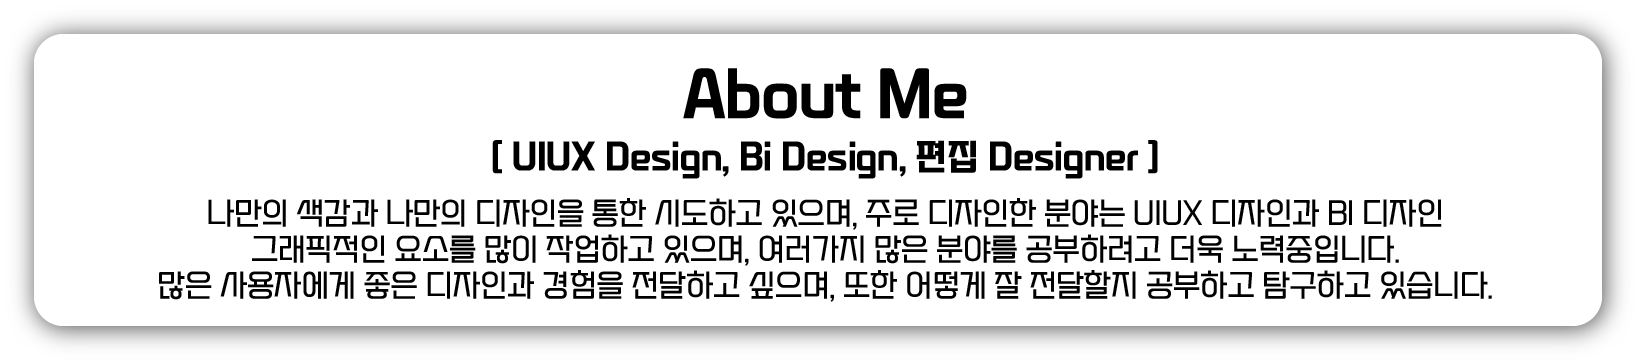 About Me
[ UIUX Design, Bi Design, 편집 Designer ]
나만의 색감과 나만의 디자인을 통한 시도하고 있으며, 주로 디자인한 분야는 UIUX 디자인과 BI 디자인
그래픽적인 요소를 많이 작업하고 있으며, 여러가지 많은 분야를 공부하려고 더욱 노력중입니다.
많은 사용자에게 좋은 디자인과 경험을 전달하고 싶으며, 또한 어떻게 잘 전달할지 공부하고 탐구하고 있습니다.